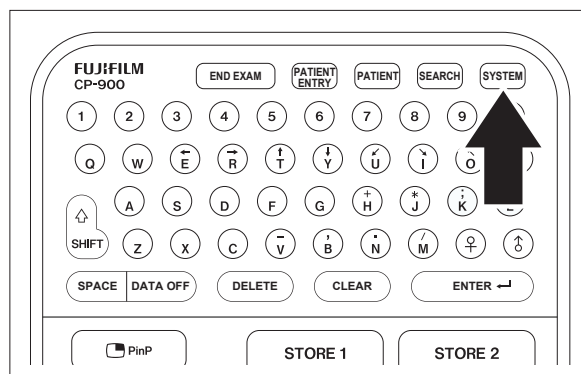 FUJIFILM
CP-900
END EXAM PATIENT ENTRY PATIENT SEARCH SYSTEM
1 2 3 4 5 6 7 8 9
Q W ← E → R ↑ T ↓ Y ↙ U ↘ I O
A S D F G + H * J ; K
⇧ SHIFT Z X C - V , B . N / M ♀ ♂
SPACE DATA OFF DELETE CLEAR ENTER ↵
PinP STORE 1 STORE 2